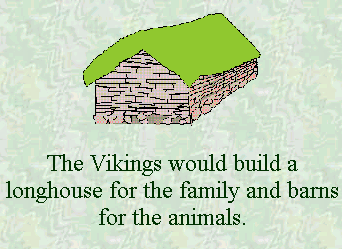 The Vikings would build a
longhouse for the family and barns
for the animals.